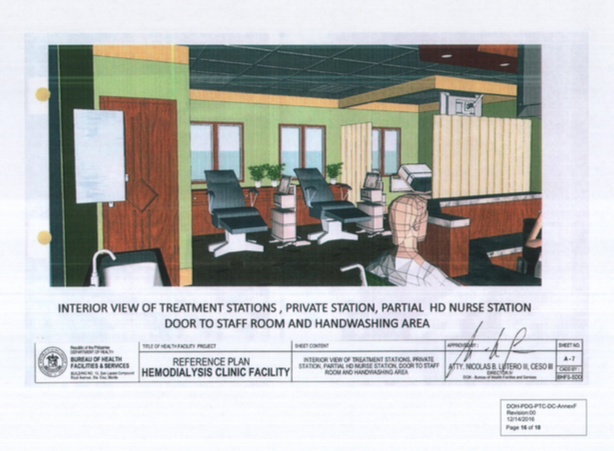 INTERIOR VIEW OF TREATMENT STATIONS , PRIVATE STATION, PARTIAL HD NURSE STATION
DOOR TO STAFF ROOM AND HANDWASHING AREA
Republic of the Philippines
DEPARTMENT OF HEALTH
BUREAU OF HEALTH
FACILITIES & SERVICES
TITLE OF HEALTH FACILITY PROJECT
REFERENCE PLAN
HEMODIALYSIS CLINIC FACILITY
SHEET CONTENT
INTERIOR VIEW OF TREATMENT STATIONS, PRIVATE
STATION, PARTIAL HD NURSE STATION, DOOR TO STAFF
ROOM AND HANDWASHING AREA
APPROVED BY:
ATTY. NICOLAS B. LUTERO III, CESO III
DIRECTOR IV
DOH - Bureau of Health Facilities and Services
SHEET NO.
A - 7
BHFS-SDD
DOH-PDG-PTC-DC-AnnexF
Revision:00
12/14/2016
Page 16 of 18